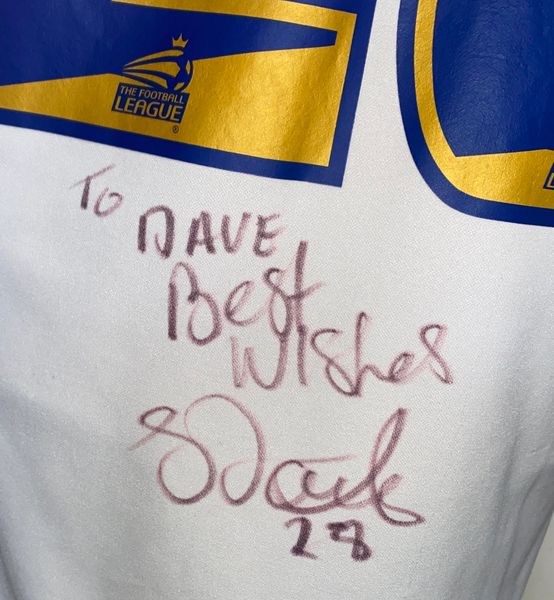 THE FOOTBALL
LEAGUE
®
To DAVE
Best
Wishes
28